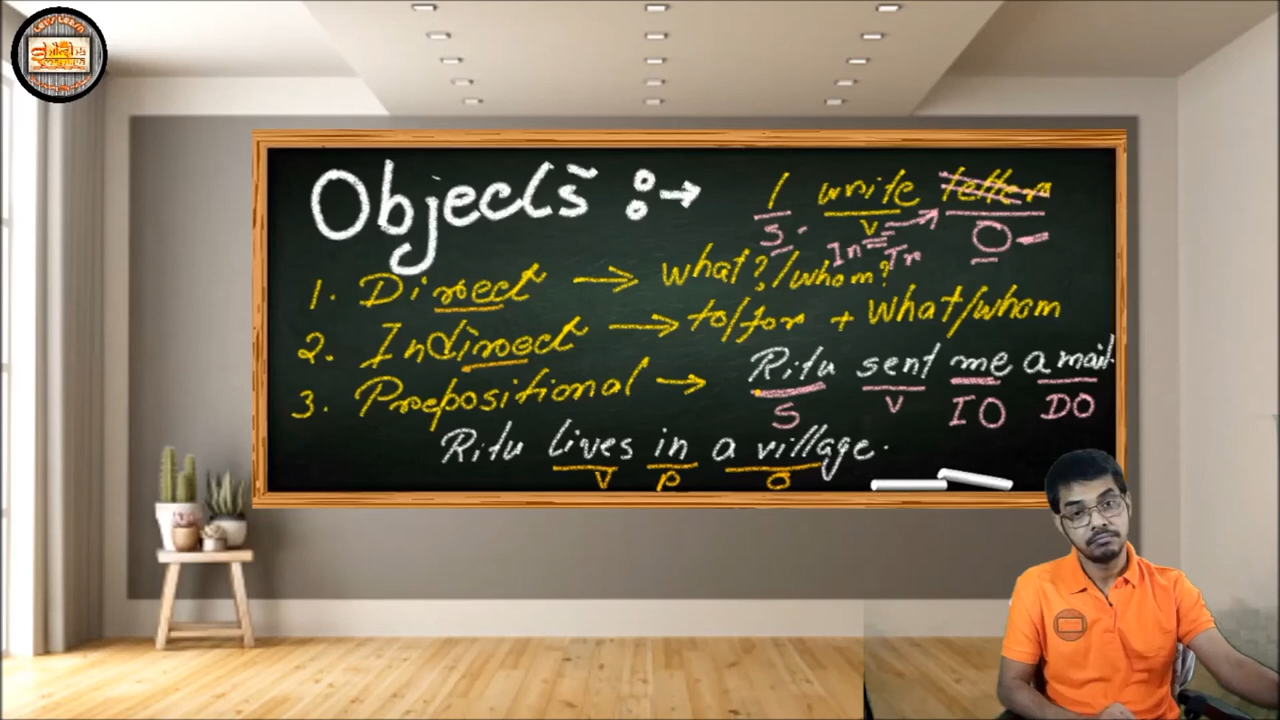 Objects :→
I write letters
S. V O
In = Tr
1. Direct → what?/whom?
2. Indirect → to/for + What/whom
3. Prepositional →
Ritu sent me a mail.
S V IO DO
Ritu lives in a village.
V P O